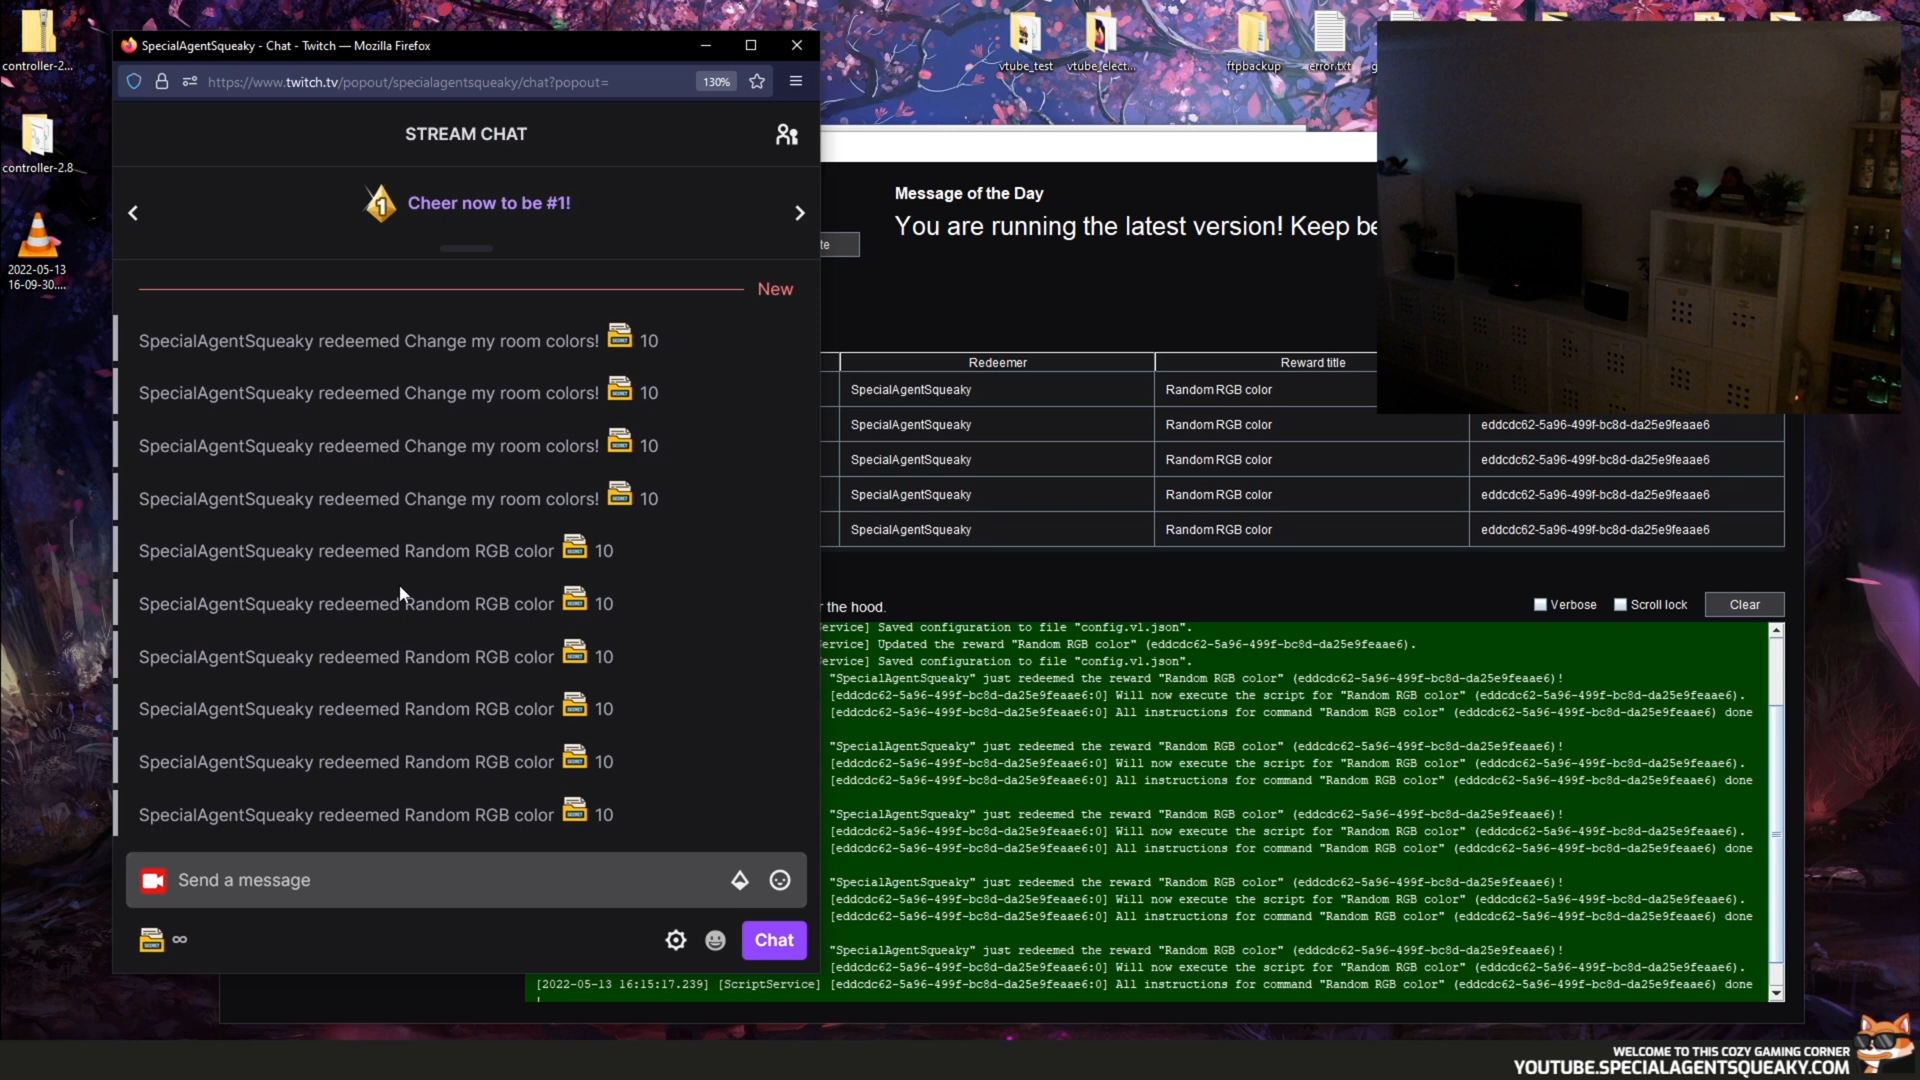 controller-2...
controller-2.8
2022-05-13
16-09-30....
vtube_test
vtube_elect...
ftpbackup
error.txt
SpecialAgentSqueaky - Chat - Twitch — Mozilla Firefox
https://www.twitch.tv/popout/specialagentsqueaky/chat?popout=
130%
STREAM CHAT
1
Cheer now to be #1!
New
SpecialAgentSqueaky redeemed Change my room colors! SECRET 10
SpecialAgentSqueaky redeemed Change my room colors! SECRET 10
SpecialAgentSqueaky redeemed Change my room colors! SECRET 10
SpecialAgentSqueaky redeemed Change my room colors! SECRET 10
SpecialAgentSqueaky redeemed Random RGB color SECRET 10
SpecialAgentSqueaky redeemed Random RGB color SECRET 10
SpecialAgentSqueaky redeemed Random RGB color SECRET 10
SpecialAgentSqueaky redeemed Random RGB color SECRET 10
SpecialAgentSqueaky redeemed Random RGB color SECRET 10
SpecialAgentSqueaky redeemed Random RGB color SECRET 10
Send a message
SECRET ∞
Chat
Message of the Day
You are running the latest version! Keep be
te
Redeemer Reward title
SpecialAgentSqueaky Random RGB color
SpecialAgentSqueaky Random RGB color eddcdc62-5a96-499f-bc8d-da25e9feaae6
SpecialAgentSqueaky Random RGB color eddcdc62-5a96-499f-bc8d-da25e9feaae6
SpecialAgentSqueaky Random RGB color eddcdc62-5a96-499f-bc8d-da25e9feaae6
SpecialAgentSqueaky Random RGB color eddcdc62-5a96-499f-bc8d-da25e9feaae6
r the hood.
Verbose Scroll lock Clear
ervice] Saved configuration to file "config.v1.json".
ervice] Updated the reward "Random RGB color" (eddcdc62-5a96-499f-bc8d-da25e9feaae6).
ervice] Saved configuration to file "config.v1.json".
"SpecialAgentSqueaky" just redeemed the reward "Random RGB color" (eddcdc62-5a96-499f-bc8d-da25e9feaae6)!
[eddcdc62-5a96-499f-bc8d-da25e9feaae6:0] Will now execute the script for "Random RGB color" (eddcdc62-5a96-499f-bc8d-da25e9feaae6).
[eddcdc62-5a96-499f-bc8d-da25e9feaae6:0] All instructions for command "Random RGB color" (eddcdc62-5a96-499f-bc8d-da25e9feaae6) done
"SpecialAgentSqueaky" just redeemed the reward "Random RGB color" (eddcdc62-5a96-499f-bc8d-da25e9feaae6)!
[eddcdc62-5a96-499f-bc8d-da25e9feaae6:0] Will now execute the script for "Random RGB color" (eddcdc62-5a96-499f-bc8d-da25e9feaae6).
[eddcdc62-5a96-499f-bc8d-da25e9feaae6:0] All instructions for command "Random RGB color" (eddcdc62-5a96-499f-bc8d-da25e9feaae6) done
"SpecialAgentSqueaky" just redeemed the reward "Random RGB color" (eddcdc62-5a96-499f-bc8d-da25e9feaae6)!
[eddcdc62-5a96-499f-bc8d-da25e9feaae6:0] Will now execute the script for "Random RGB color" (eddcdc62-5a96-499f-bc8d-da25e9feaae6).
[eddcdc62-5a96-499f-bc8d-da25e9feaae6:0] All instructions for command "Random RGB color" (eddcdc62-5a96-499f-bc8d-da25e9feaae6) done
"SpecialAgentSqueaky" just redeemed the reward "Random RGB color" (eddcdc62-5a96-499f-bc8d-da25e9feaae6)!
[eddcdc62-5a96-499f-bc8d-da25e9feaae6:0] Will now execute the script for "Random RGB color" (eddcdc62-5a96-499f-bc8d-da25e9feaae6).
[eddcdc62-5a96-499f-bc8d-da25e9feaae6:0] All instructions for command "Random RGB color" (eddcdc62-5a96-499f-bc8d-da25e9feaae6) done
"SpecialAgentSqueaky" just redeemed the reward "Random RGB color" (eddcdc62-5a96-499f-bc8d-da25e9feaae6)!
[eddcdc62-5a96-499f-bc8d-da25e9feaae6:0] Will now execute the script for "Random RGB color" (eddcdc62-5a96-499f-bc8d-da25e9feaae6).
[2022-05-13 16:15:17.239] [ScriptService] [eddcdc62-5a96-499f-bc8d-da25e9feaae6:0] All instructions for command "Random RGB color" (eddcdc62-5a96-499f-bc8d-da25e9feaae6) done
!
WELCOME TO THIS COZY GAMING CORNER
YOUTUBE.SPECIALAGENTSQUEAKY.COM